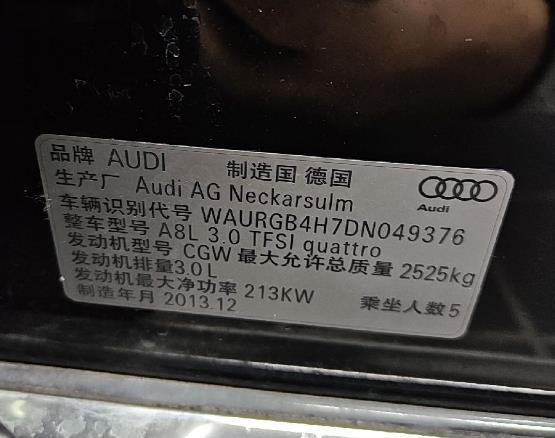 品牌 AUDI 制造国 德国
生产厂 Audi AG Neckarsulm
Audi
车辆识别代号 WAURGB4H7DN049376
整车型号 A8L 3.0 TFSI quattro
发动机型号 CGW 最大允许总质量 2525kg
发动机排量3.0L
发动机最大净功率 213KW 乘坐人数5
制造年月 2013.12